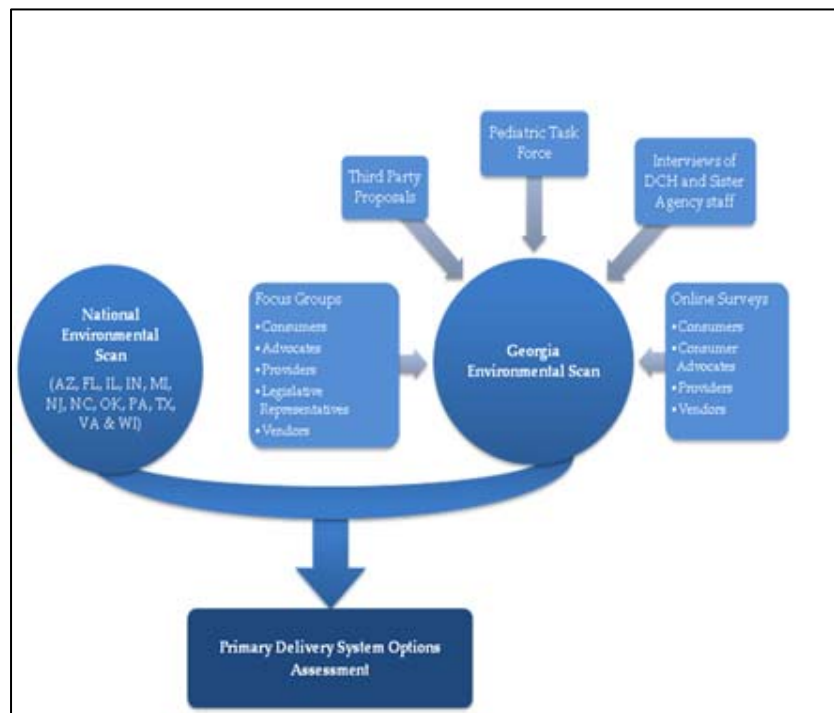 Pediatric Task
Force
Third Party
Proposals
Interviews of
DCH and Sister
Agency staff
National
Environmental
Scan
(AZ, FL, IL, IN, MI,
NJ, NC, OK, PA, TX,
VA & WI)
Focus Groups
•Consumers
•Advocates
•Providers
•Legislative
Representatives
•Vendors
Georgia
Environmental Scan
Online Surveys
•Consumers
•Consumer
Advocates
•Providers
•Vendors
Primary Delivery System Options
Assessment